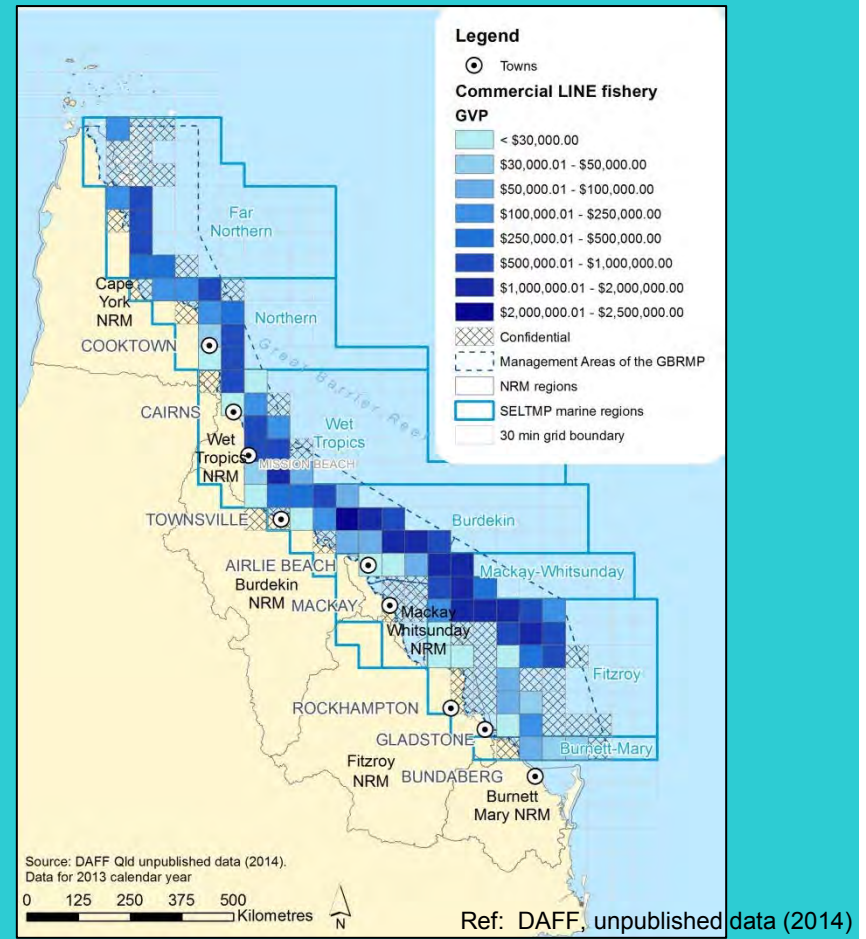 Legend
Towns
Commercial LINE fishery
GVP
< $30,000.00
$30,000.01 - $50,000.00
$50,000.01 - $100,000.00
$100,000.01 - $250,000.00
$250,000.01 - $500,000.00
$500,000.01 - $1,000,000.00
$1,000,000.01 - $2,000,000.00
$2,000,000.01 - $2,500,000.00
Confidential
Management Areas of the GBRMP
NRM regions
SELTMP marine regions
30 min grid boundary
Far
Northern
Cape
York
NRM
Northern
COOKTOWN
Great Barrier Reef
CAIRNS
Wet
Tropics
Wet
Tropics
NRM
MISSION BEACH
TOWNSVILLE
Burdekin
AIRLIE BEACH
Mackay-Whitsunday
Burdekin
NRM
MACKAY
Mackay
Whitsunday
NRM
Fitzroy
ROCKHAMPTON
GLADSTONE
Burnett-Mary
Fitzroy
NRM
BUNDABERG
Burnett
Mary NRM
Source: DAFF Qld unpublished data (2014).
Data for 2013 calendar year
0 125 250 375 500
Kilometres
N
Ref: DAFF, unpublished data (2014)